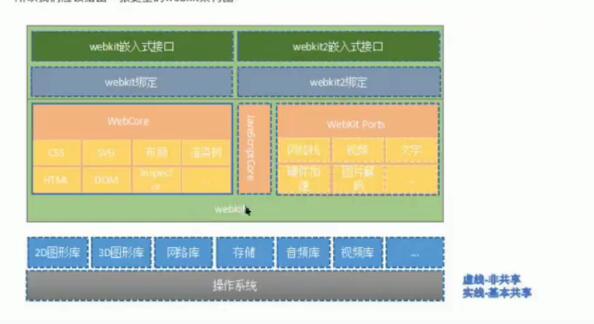 webkit嵌入式接口 webkit2嵌入式接口
webkit绑定 webkit2绑定
WebCore
JavaScriptCore
WebKit Ports
CSS SVG 布局 渲染树
HTML DOM Inspector ...
网络栈 视频 文字
硬件加速 图片解码 ...
webkit
2D图形库 3D图形库 网络库 存储 音频库 视频库 ...
操作系统
虚线-非共享
实线-基本共享